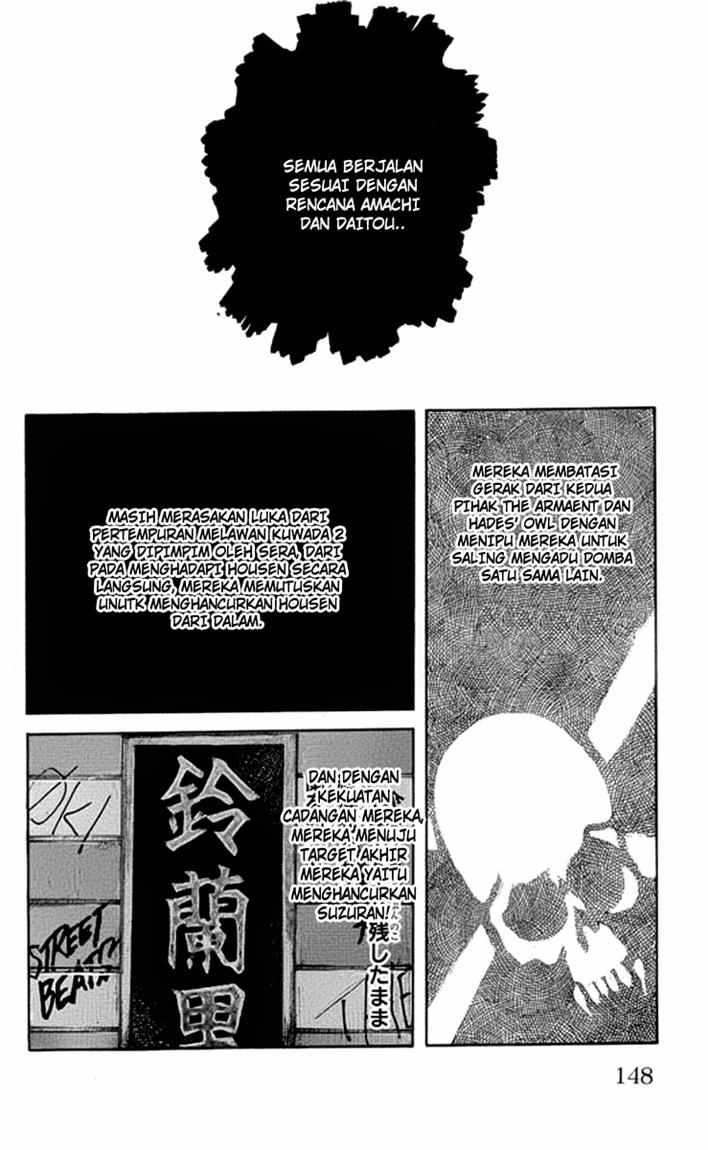 SEMUA BERJALAN
SESUAI DENGAN
RENCANA AMACHI
DAN DAITOU..
MEREKA MEMBATASI
GERAK DARI KEDUA
PIHAK THE ARMAENT DAN
HADES' OWL DENGAN
MENIPU MEREKA UNTUK
SALING MENGADU DOMBA
SATU SAMA LAIN.
MASIH MERASAKAN LUKA DARI
PERTEMPURAN MELAWAN KUWADA 2
YANG DIPIMPIM OLEH SERA, DARI
PADA MENGHADAPI HOUSEN SECARA
LANGSUNG, MEREKA MEMUTUSKAN
UNUTK MENGHANCURKAN HOUSEN
DARI DALAM.
DAN DENGAN
KEKUATAN
CADANGAN MEREKA,
MEREKA MENUJU
TARGET AKHIR
MEREKA YAITU
MENGHANCURKAN
SUZURAN!
残したまま
鈴蘭男
STREET
BEATS
148